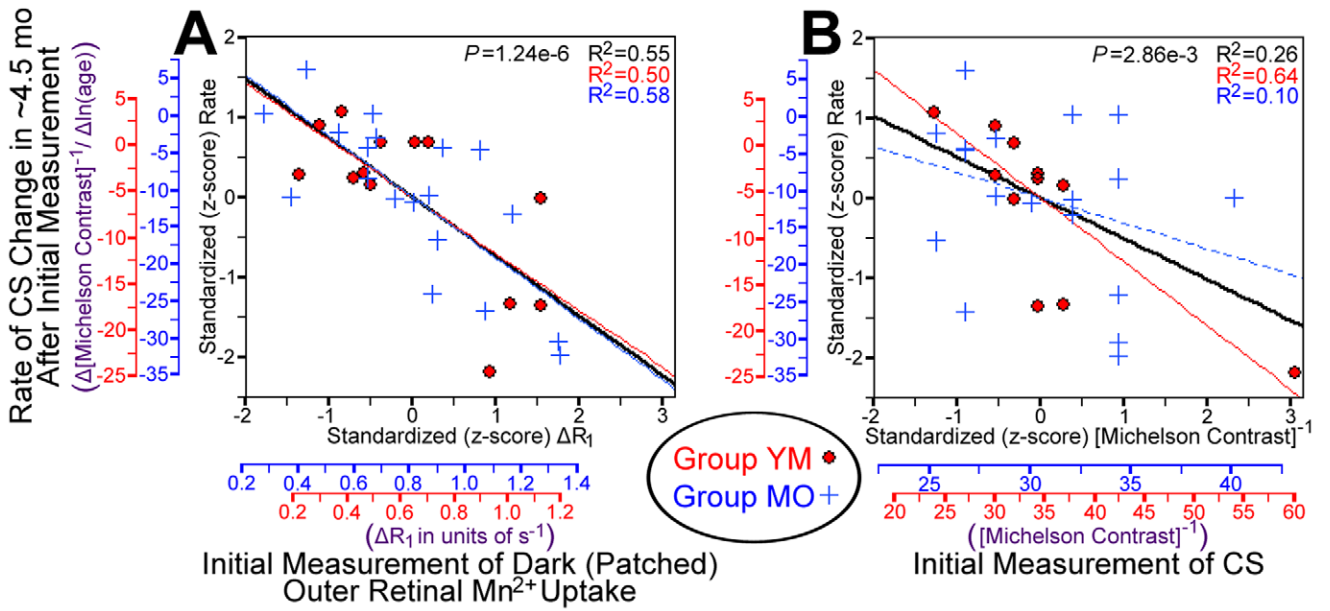 Rate of CS Change in ~4.5 mo
After Initial Measurement
(Δ[Michelson Contrast]⁻¹/ Δln(age))
A
5
0
-5
-10
-15
-20
-25
5
0
-5
-10
-15
-20
-25
-30
-35
Standardized (z-score) Rate
2
1
0
-1
-2
P=1.24e-6
R²=0.55
R²=0.50
R²=0.58
-2 -1 0 1 2 3
Standardized (z-score) ΔR₁
0.2 0.4 0.6 0.8 1.0 1.2 1.4
0.2 0.4 0.6 0.8 1.0 1.2
(ΔR₁ in units of s⁻¹)
Initial Measurement of Dark (Patched)
Outer Retinal Mn²⁺ Uptake
B
5
0
-5
-10
-15
-20
-25
5
0
-5
-10
-15
-20
-25
-30
-35
Standardized (z-score) Rate
2
1
0
-1
-2
P=2.86e-3
R²=0.26
R²=0.64
R²=0.10
-2 -1 0 1 2 3
Standardized (z-score) [Michelson Contrast]⁻¹
25 30 35 40
20 25 30 35 40 45 50 55 60
([Michelson Contrast]⁻¹)
Initial Measurement of CS
Group YM
Group MO